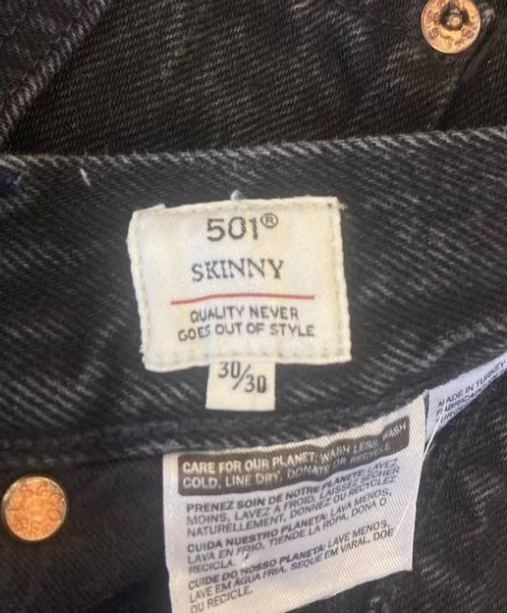 501®
SKINNY
QUALITY NEVER
GOES OUT OF STYLE
30/30
MADE IN TURKEY
CARE FOR OUR PLANET: WASH LESS, WASH
COLD, LINE DRY, DONATE OR RECYCLE
PRENEZ SOIN DE NOTRE PLANETE: LAVEZ
MOINS, LAVEZ A FROID, LAISSEZ SÉCHER
NATURELLEMENT, DONNEZ OU RECYCLEZ
CUIDA NUESTRO PLANETA: LAVA MENOS,
LAVA EN FRIO, TIENDE LA ROPA, DONA O
RECICLA.
CUIDE DO NOSSO PLANETA: LAVE MENOS,
LAVE EM AGUA FRIA, SEQUE EM VARAL, DOE
OU RECICLE.